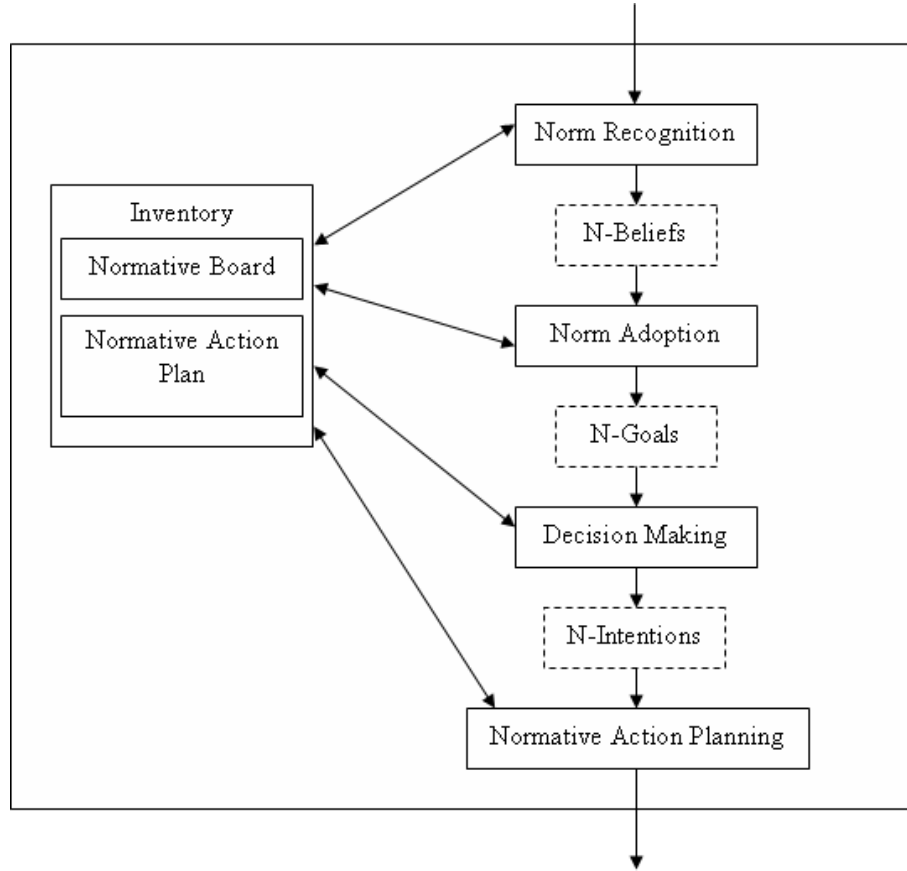 Norm Recognition
Inventory
N-Beliefs
Normative Board
Norm Adoption
Normative Action
Plan
N-Goals
Decision Making
N-Intentions
Normative Action Planning